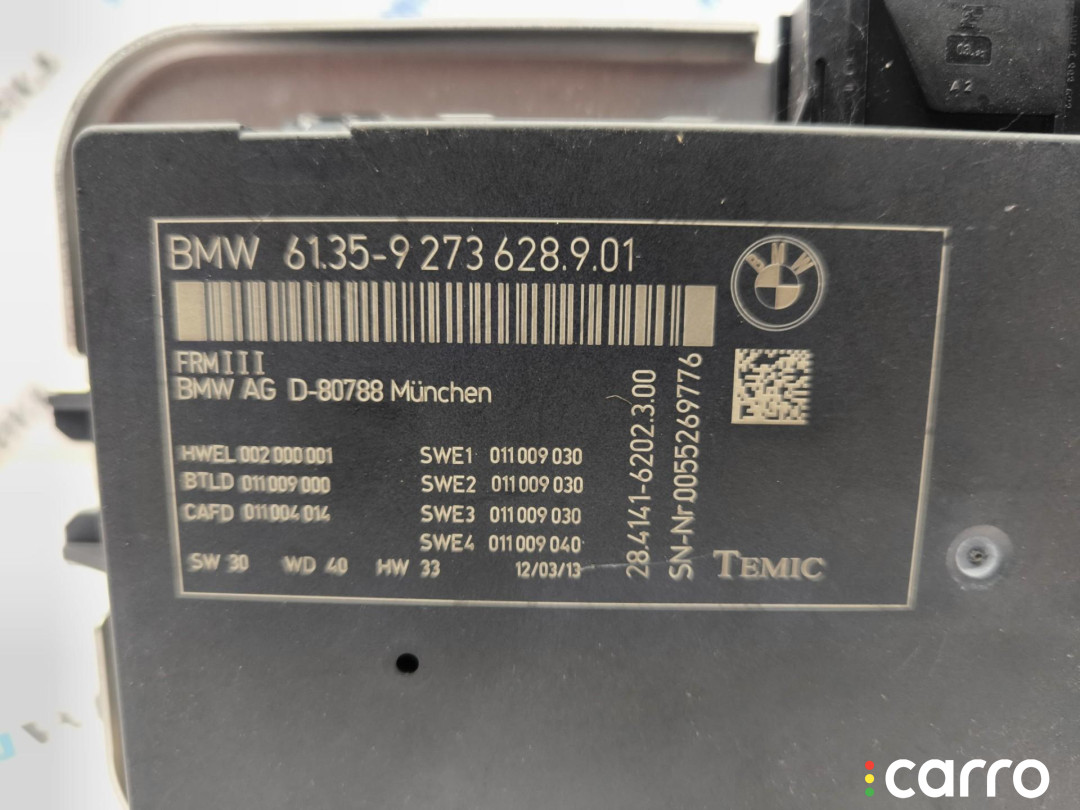 BMW 61.35-9 273 628.9.01
BMW
FRMIII
BMW AG D-80788 München
HWEL 002 000 001
BTLD 011 009 000
CAFD 011 004 014
SWE1 011 009 030
SWE2 011 009 030
SWE3 011 009 030
SWE4 011 009 040
SW 30 WD 40 HW 33 12/03/13
28.4141-6202.3.00
SN-Nr.0055269776
TEMIC
A2
carro